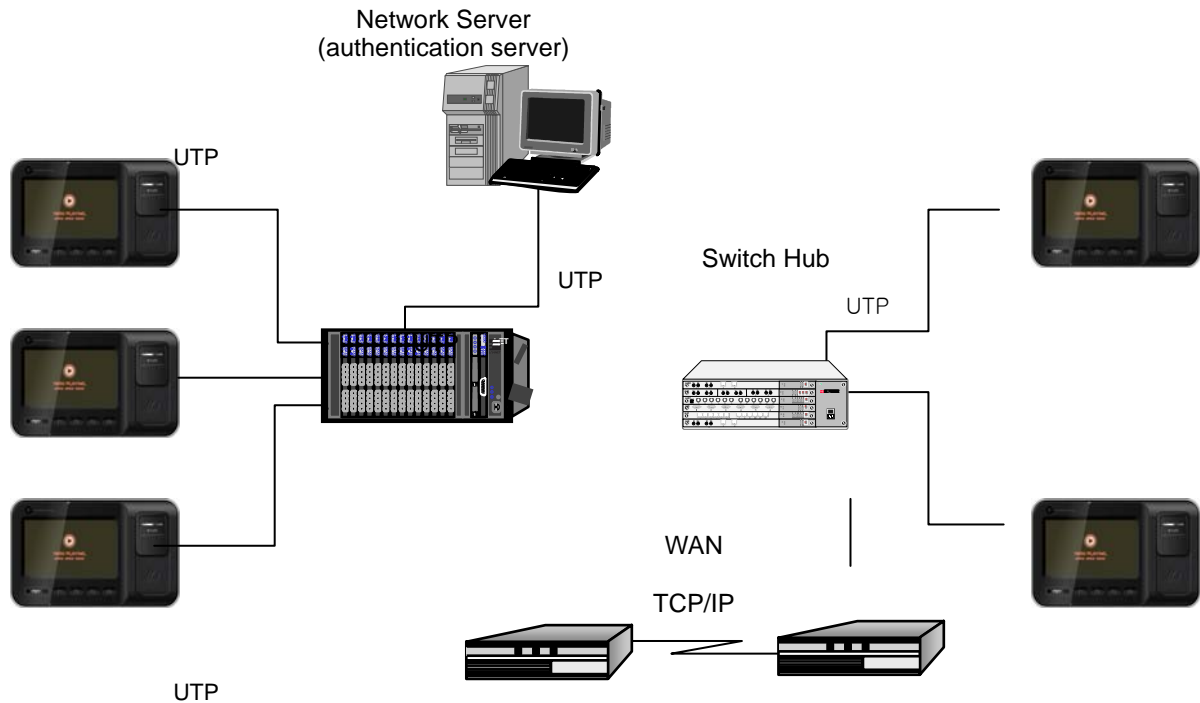 Network Server
(authentication server)
UTP
Switch Hub
UTP
UTP
WAN
TCP/IP
UTP